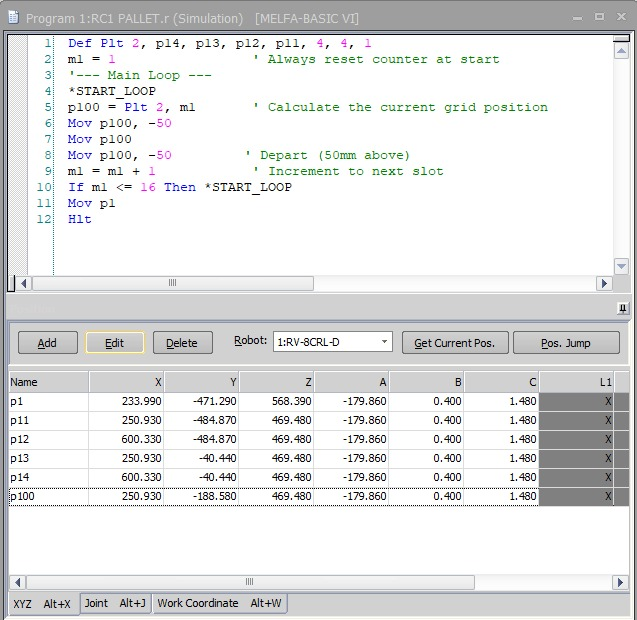 Program 1:RC1 PALLET.r (Simulation) [MELFA-BASIC VI]
1 Def Plt 2, p14, p13, p12, p11, 4, 4, 1
2 m1 = 1 ' Always reset counter at start
3 '--- Main Loop ---
4 *START_LOOP
5 p100 = Plt 2, m1 ' Calculate the current grid position
6 Mov p100, -50
7 Mov p100
8 Mov p100, -50 ' Depart (50mm above)
9 m1 = m1 + 1 ' Increment to next slot
10 If m1 <= 16 Then *START_LOOP
11 Mov p1
12 Hlt
Add Edit Delete Robot: 1:RV-8CRL-D Get Current Pos. Pos. Jump
Name X Y Z A B C L1
p1 233.990 -471.290 568.390 -179.860 0.400 1.480 X
p11 250.930 -484.870 469.480 -179.860 0.400 1.480 X
p12 600.330 -484.870 469.480 -179.860 0.400 1.480 X
p13 250.930 -40.440 469.480 -179.860 0.400 1.480 X
p14 600.330 -40.440 469.480 -179.860 0.400 1.480 X
p100 250.930 -188.580 469.480 -179.860 0.400 1.480 X
XYZ Alt+X Joint Alt+J Work Coordinate Alt+W